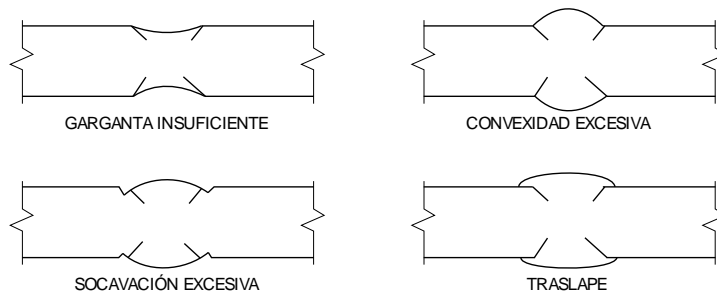 GARGANTA INSUFICIENTE
CONVEXIDAD EXCESIVA
SOCAVACIÓN EXCESIVA
TRASLAPE